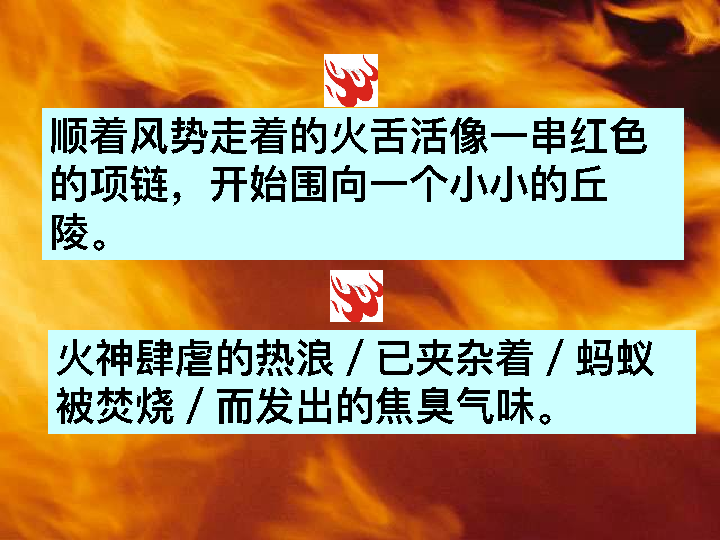 顺着风势走着的火舌活像一串红色
的项链，开始围向一个小小的丘
陵。
火神肆虐的热浪／已夹杂着／蚂蚁
被焚烧／而发出的焦臭气味。